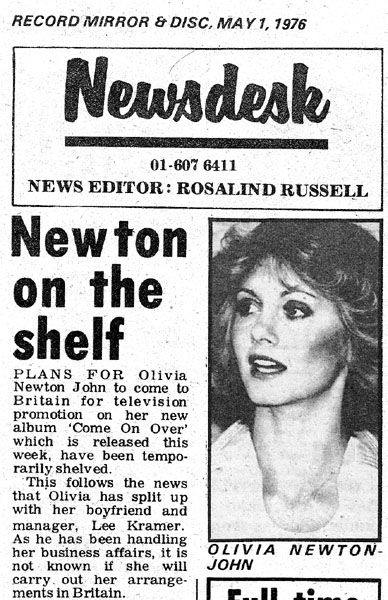 RECORD MIRROR & DISC, MAY 1, 1976
Newsdesk
01-607 6411
NEWS EDITOR: ROSALIND RUSSELL
Newton
on the
shelf
PLANS FOR Olivia
Newton John to come to
Britain for television
promotion on her new
album ‘Come On Over’
which is released this
week, have been tempo-
rarily shelved.
This follows the news
that Olivia has split up
with her boyfriend and
manager, Lee Kramer.
As he has been handling
her business affairs, it is
not known if she will
carry out her arrange-
ments in Britain.
OLIVIA NEWTON-
JOHN
Full-time